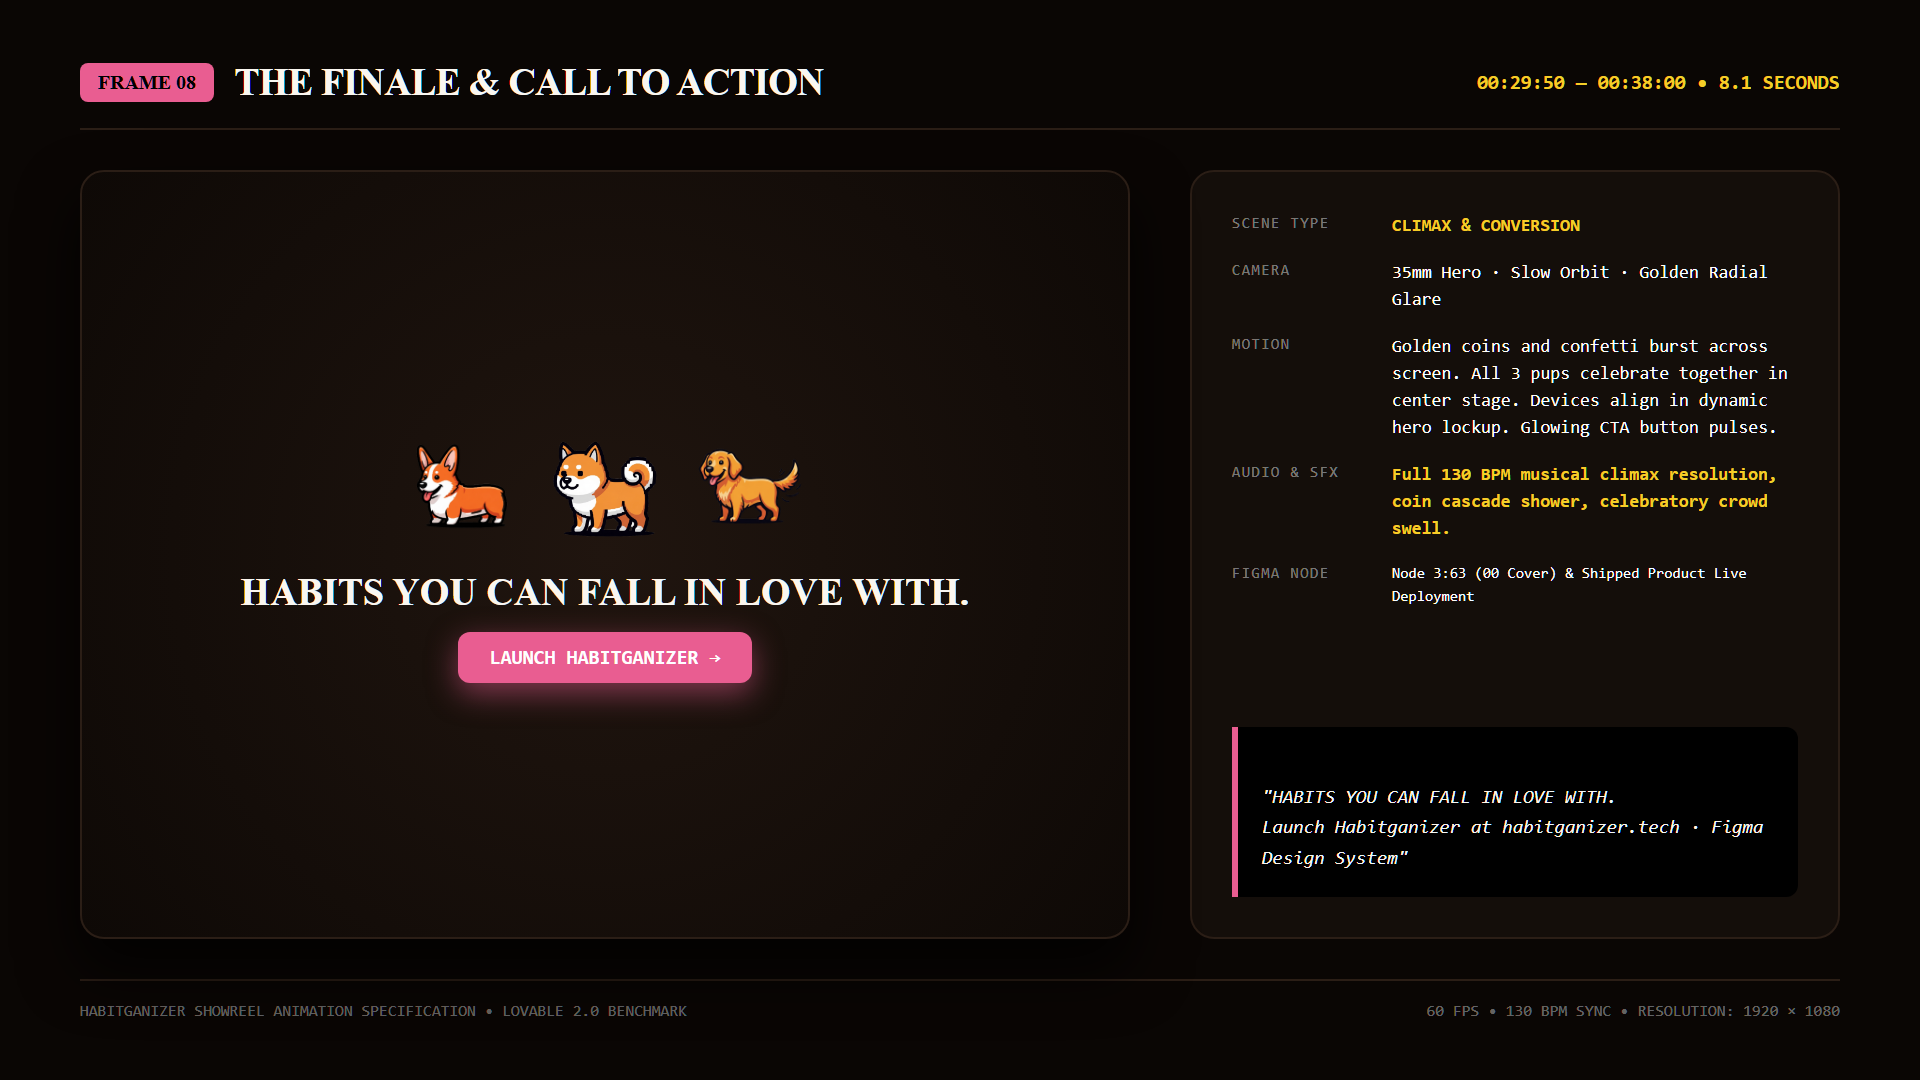 FRAME 08
THE FINALE & CALL TO ACTION
00:29:50 — 00:38:00 • 8.1 SECONDS
HABITS YOU CAN FALL IN LOVE WITH.
LAUNCH HABITGANIZER →
SCENE TYPE
CLIMAX & CONVERSION
CAMERA
35mm Hero · Slow Orbit · Golden Radial
Glare
MOTION
Golden coins and confetti burst across
screen. All 3 pups celebrate together in
center stage. Devices align in dynamic
hero lockup. Glowing CTA button pulses.
AUDIO & SFX
Full 130 BPM musical climax resolution,
coin cascade shower, celebratory crowd
swell.
FIGMA NODE
Node 3:63 (00 Cover) & Shipped Product Live
Deployment
"HABITS YOU CAN FALL IN LOVE WITH.
Launch Habitganizer at habitganizer.tech · Figma
Design System"
HABITGANIZER SHOWREEL ANIMATION SPECIFICATION • LOVABLE 2.0 BENCHMARK
60 FPS • 130 BPM SYNC • RESOLUTION: 1920 × 1080